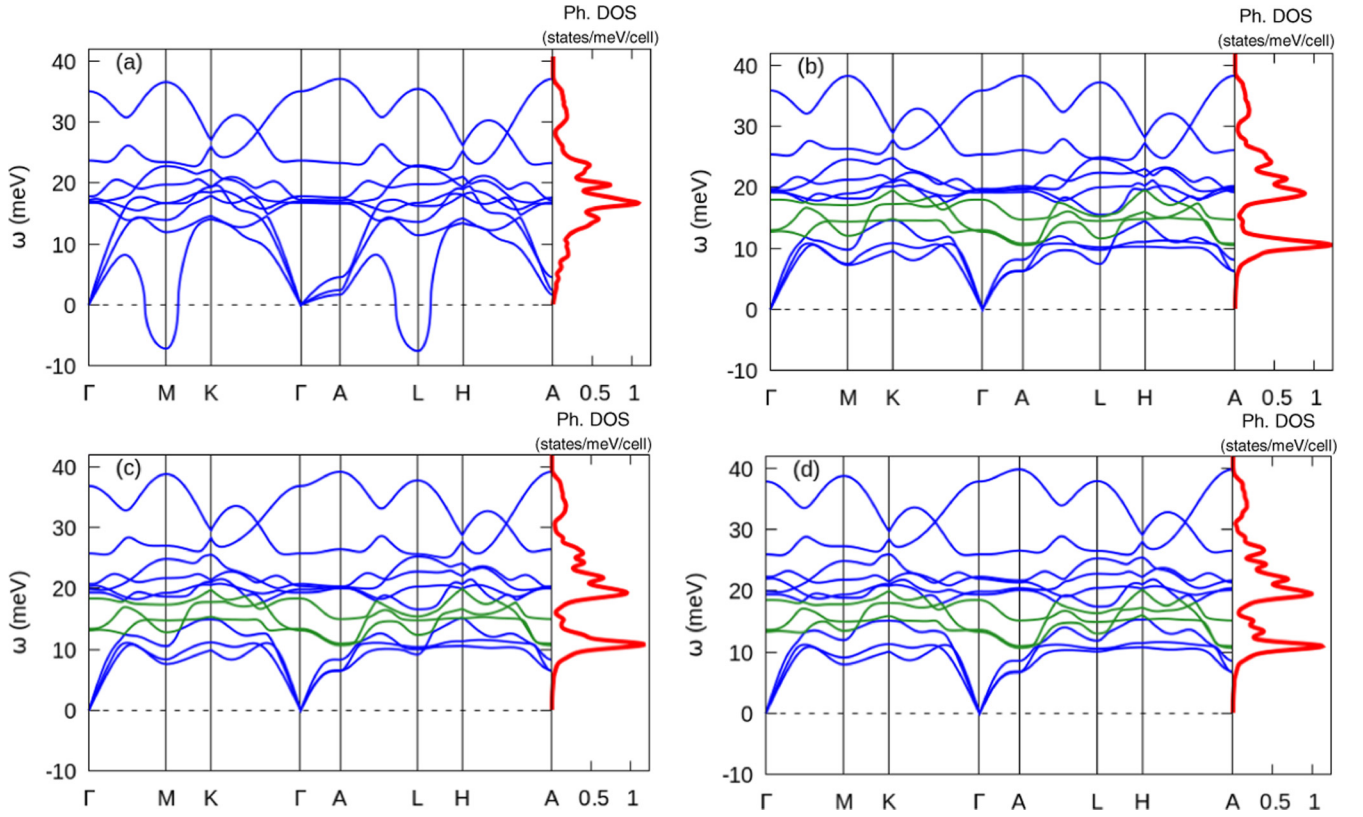 Ph. DOS
(states/meV/cell)
(a)
40
30
20
10
0
-10
ω (meV)
Γ M K Γ A L H A 0.5 1
Ph. DOS
(states/meV/cell)
(b)
40
30
20
10
0
-10
ω (meV)
Γ M K Γ A L H A 0.5 1
Ph. DOS
(states/meV/cell)
(c)
40
30
20
10
0
-10
ω (meV)
Γ M K Γ A L H A 0.5 1
Ph. DOS
(states/meV/cell)
(d)
40
30
20
10
0
-10
ω (meV)
Γ M K Γ A L H A 0.5 1